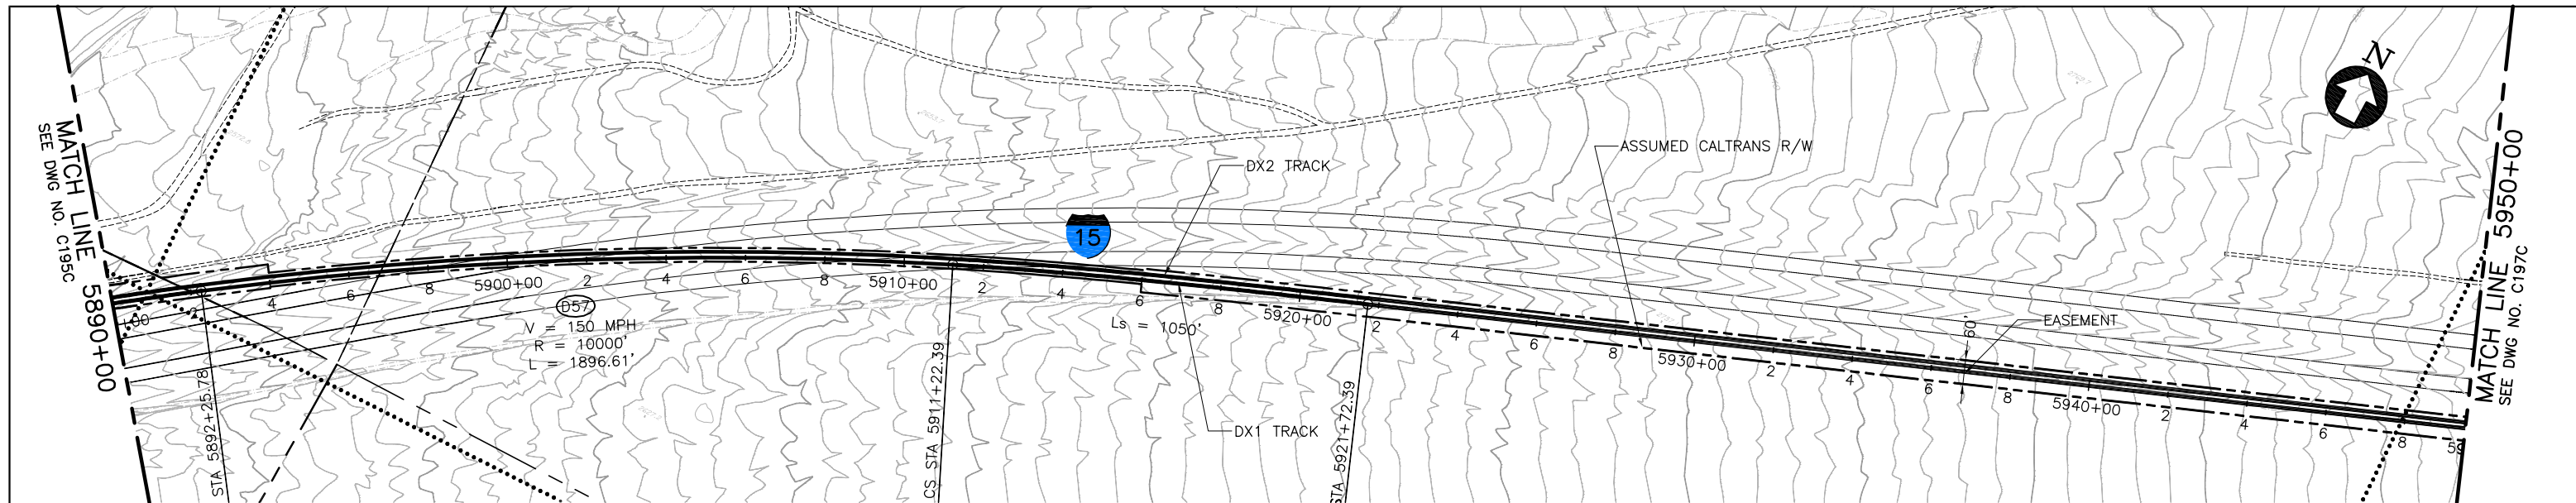 MATCH LINE 5890+00
SEE DWG NO. C195C
N
ASSUMED CALTRANS R/W
DX2 TRACK
15
MATCH LINE 5950+00
SEE DWG NO. C197C
+00
2
4
6
8
5900+00
2
4
6
8
5910+00
2
4
6
8
5920+00
2
4
6
8
5930+00
2
4
6
8
5940+00
2
4
6
8
59
D57
V = 150 MPH
R = 10000'
L = 1896.61'
Ls = 1050'
60'
EASEMENT
DX1 TRACK
STA 5892+25.78
CS STA 5911+22.39
STA 5921+72.39